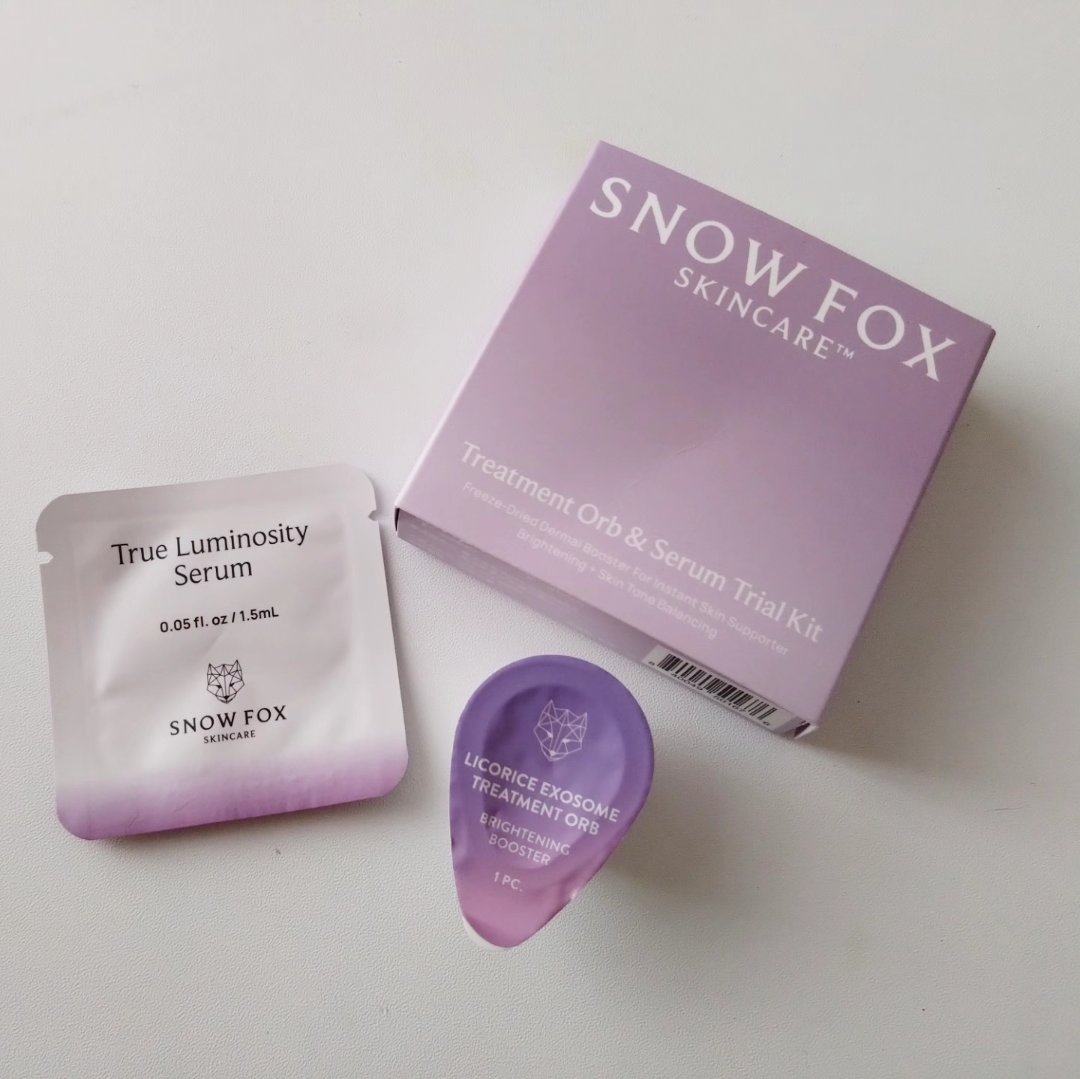 SNOW FOX
SKINCARE™
Treatment Orb & Serum Trial Kit
Freeze-Dried Dermal Booster For Instant Skin Supporter
Brightening + Skin Tone Balancing
True Luminosity
Serum
0.05 fl. oz / 1.5mL
SNOW FOX
SKINCARE
LICORICE EXOSOME
TREATMENT ORB
BRIGHTENING
BOOSTER
1 PC.